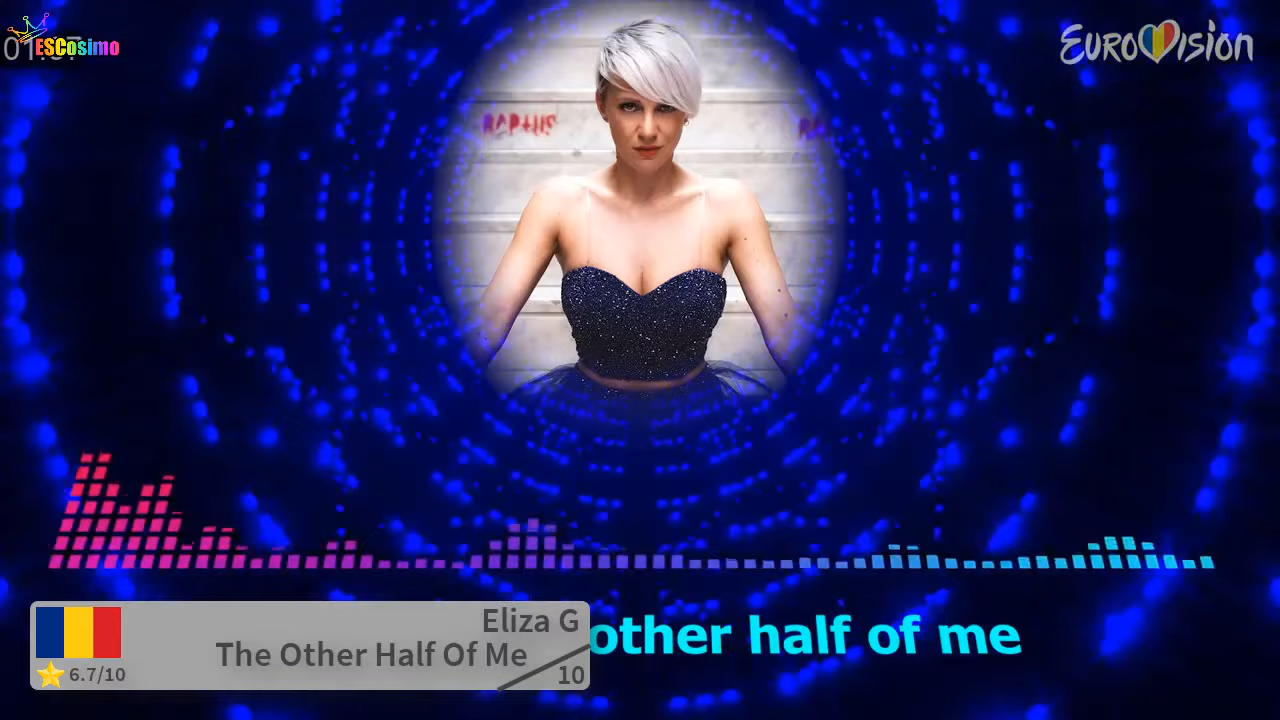 ESCosimo
EUROVISION
RAPTUS
Eliza G
The Other Half Of Me
6.7/10
10
other half of me